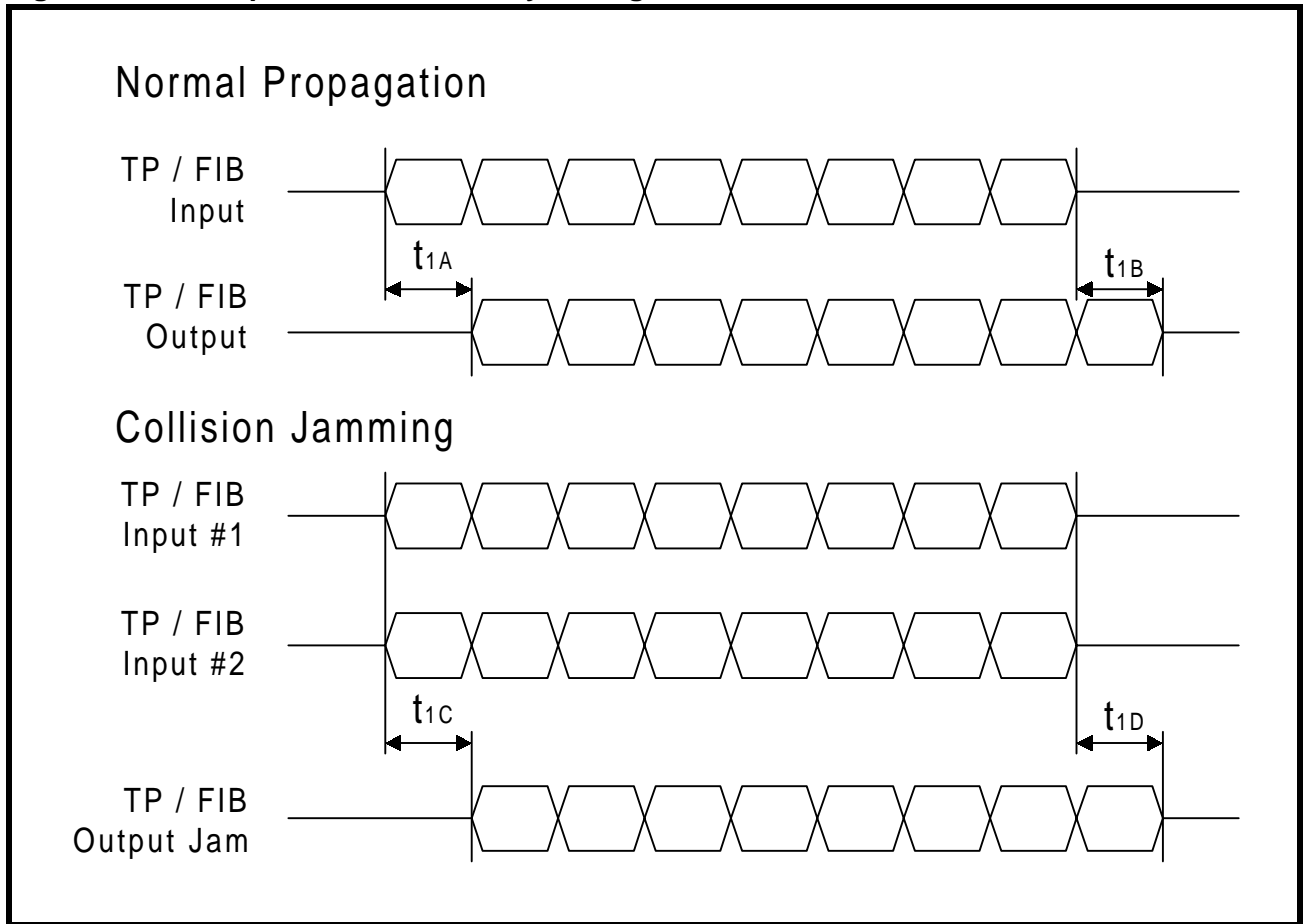 Normal Propagation
TP / FIB
Input
t1A
t1B
TP / FIB
Output
Collision Jamming
TP / FIB
Input #1
TP / FIB
Input #2
t1C
t1D
TP / FIB
Output Jam